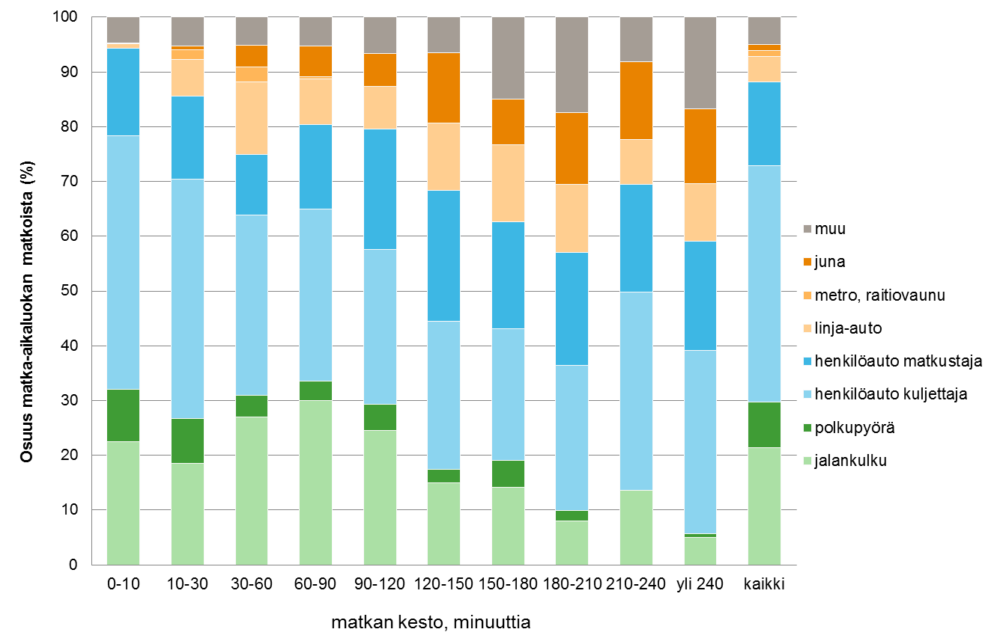 Osuus matka-aikaluokan matkoista (%)
100
90
80
70
60
50
40
30
20
10
0
0-10 10-30 30-60 60-90 90-120 120-150 150-180 180-210 210-240 yli 240 kaikki
matkan kesto, minuuttia
muu
juna
metro, raitiovaunu
linja-auto
henkilöauto matkustaja
henkilöauto kuljettaja
polkupyörä
jalankulku